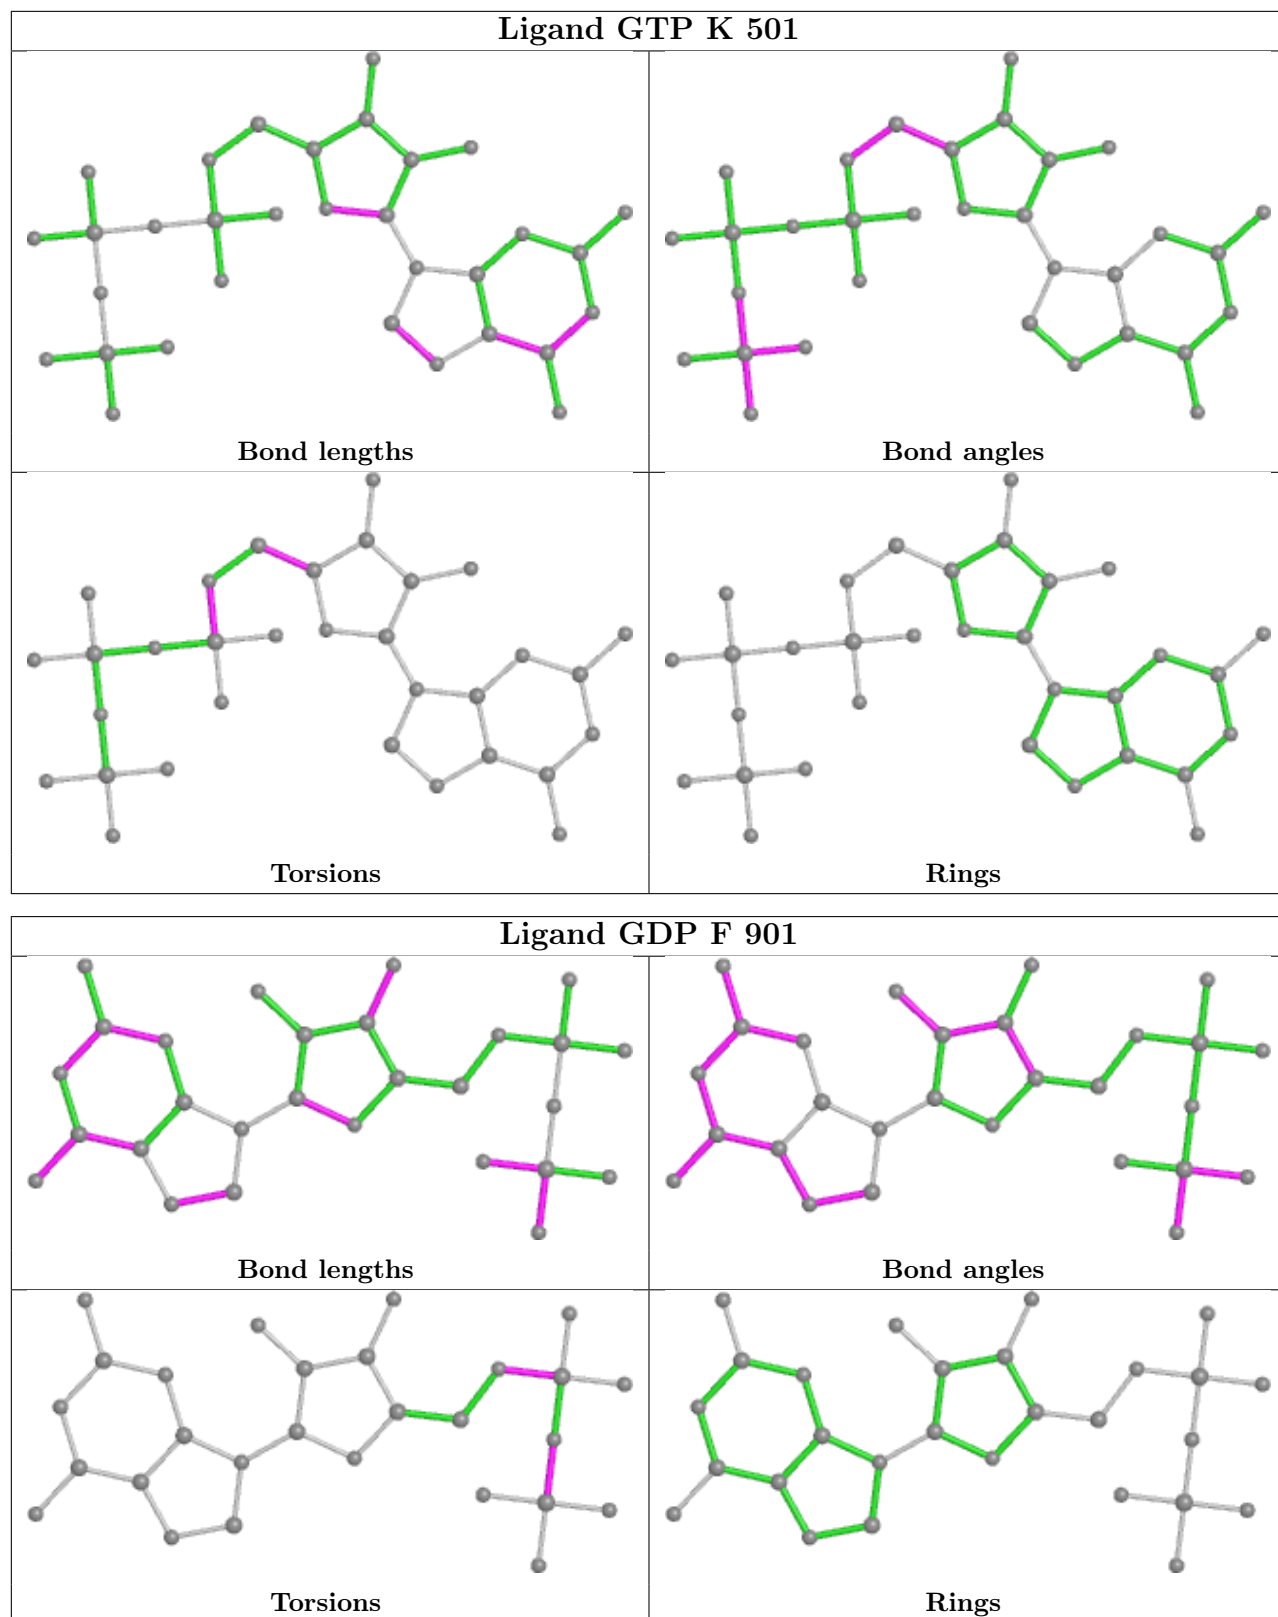 Ligand GTP K 501
Bond lengths
Bond angles
Torsions
Rings
Ligand GDP F 901
Bond lengths
Bond angles
Torsions
Rings